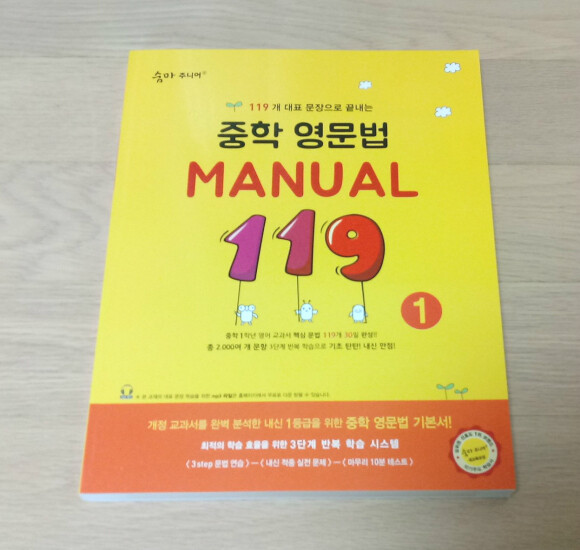 숨마 주니어®
119개 대표 문장으로 끝내는
중학 영문법
MANUAL
119
1
중학 1학년 영어 교과서 핵심 문법 119개 30일 완성!!
총 2,000여 개 문항 3단계 반복 학습으로 기초 탄탄! 내신 만점!
개정 교과서를 완벽 분석한 내신 1등급을 위한 중학 영문법 기본서!
최적의 학습 효율을 위한 3단계 반복 학습 시스템
〈3 step 문법 연습〉―〈내신 적중 실전 문제〉―〈마무리 10분 테스트〉
숨마 주니어